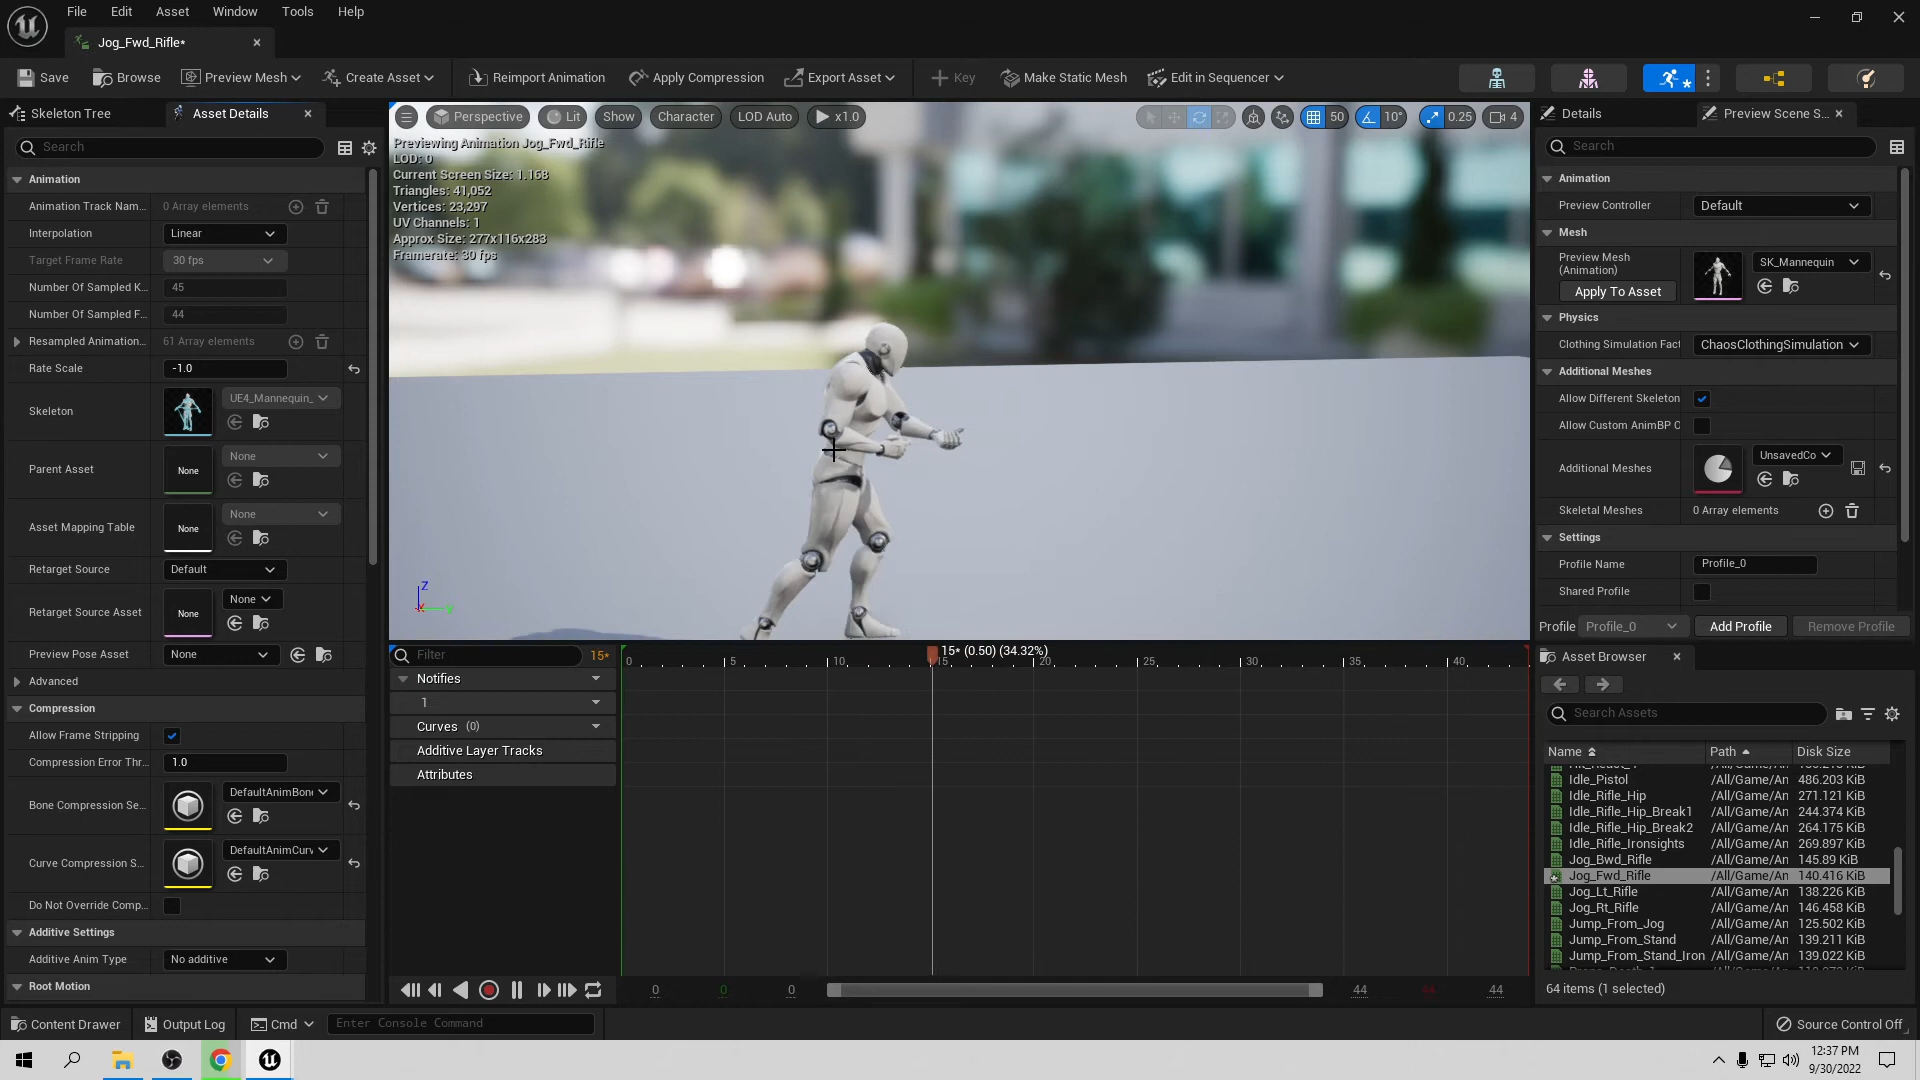 File Edit Asset Window Tools Help
Jog_Fwd_Rifle*
Save Browse Preview Mesh Create Asset Reimport Animation Apply Compression Export Asset Key Make Static Mesh Edit in Sequencer
Skeleton Tree Asset Details
Search
Animation
Animation Track Nam... 0 Array elements
Interpolation Linear
Target Frame Rate 30 fps
Number Of Sampled K... 45
Number Of Sampled F... 44
Resampled Animation... 61 Array elements
Rate Scale -1.0
Skeleton UE4_Mannequin_
Parent Asset None None
Asset Mapping Table None None
Retarget Source Default
Retarget Source Asset None None
Preview Pose Asset None
Advanced
Compression
Allow Frame Stripping
Compression Error Thr... 1.0
Bone Compression Se... DefaultAnimBon
Curve Compression S... DefaultAnimCurv
Do Not Override Comp...
Additive Settings
Additive Anim Type No additive
Root Motion
Perspective Lit Show Character LOD Auto x1.0 50 10° 0.25 4
Previewing Animation Jog_Fwd_Rifle
LOD: 0
Current Screen Size: 1.168
Triangles: 41,052
Vertices: 23,297
UV Channels: 1
Approx Size: 277x116x283
Framerate: 30 fps
Z
X Y
Filter 15*
15* (0.50) (34.32%)
0 5 10 15 20 25 30 35 40
Notifies
1
Curves (0)
Additive Layer Tracks
Attributes
0 0 0 44 44 44
Details Preview Scene S...
Search
Animation
Preview Controller Default
Mesh
Preview Mesh
(Animation)
SK_Mannequin
Apply To Asset
Physics
Clothing Simulation Fact ChaosClothingSimulation
Additional Meshes
Allow Different Skeleton
Allow Custom AnimBP O
Additional Meshes UnsavedCo
Skeletal Meshes 0 Array elements
Settings
Profile Name Profile_0
Shared Profile
Profile Profile_0 Add Profile Remove Profile
Asset Browser
Search Assets
Name Path Disk Size
Idle_Pistol /All/Game/An 486.203 KiB
Idle_Rifle_Hip /All/Game/An 271.121 KiB
Idle_Rifle_Hip_Break1 /All/Game/An 244.374 KiB
Idle_Rifle_Hip_Break2 /All/Game/An 264.175 KiB
Idle_Rifle_Ironsights /All/Game/An 269.897 KiB
Jog_Bwd_Rifle /All/Game/An 145.89 KiB
Jog_Fwd_Rifle /All/Game/An 140.416 KiB
Jog_Lt_Rifle /All/Game/An 138.226 KiB
Jog_Rt_Rifle /All/Game/An 146.458 KiB
Jump_From_Jog /All/Game/An 125.502 KiB
Jump_From_Stand /All/Game/An 139.211 KiB
Jump_From_Stand_Iron /All/Game/An 139.022 KiB
64 items (1 selected)
Content Drawer Output Log Cmd Enter Console Command Source Control Off
12:37 PM
9/30/2022